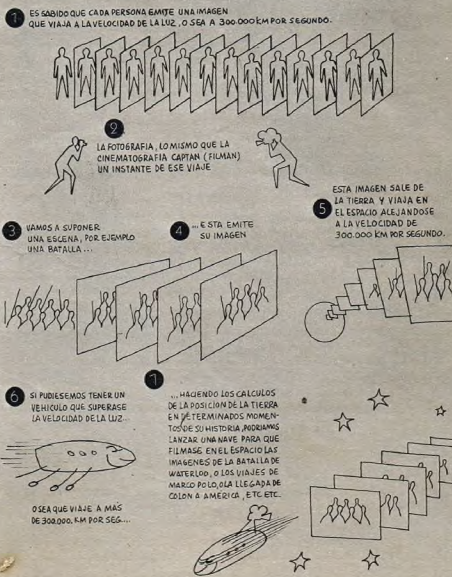 1
ES SABIDO QUE CADA PERSONA EMITE UNA IMAGEN
QUE VIAJA A LA VELOCIDAD DE LA LUZ, O SEA A 300.000 KM POR SEGUNDO.
2
LA FOTOGRAFIA, LO MISMO QUE LA
CINEMATOGRAFIA CAPTAN (FILMAN)
UN INSTANTE DE ESE VIAJE
3
VAMOS A SUPONER
UNA ESCENA, POR EJEMPLO
UNA BATALLA...
4
...ESTA EMITE
SU IMAGEN
5
ESTA IMAGEN SALE DE
LA TIERRA Y VIAJA EN
EL ESPACIO ALEJANDOSE
A LA VELOCIDAD DE
300.000 KM POR SEGUNDO.
6
SI PUDIESEMOS TENER UN
VEHICULO QUE SUPERASE
LA VELOCIDAD DE LA LUZ...
O SEA QUE VIAJE A MÁS
DE 300.000. KM POR SEG....
7
...HACIENDO LOS CALCULOS
DE LA POSICION DE LA TIERRA
EN DETERMINADOS MOMEN-
TOS DE SU HISTORIA, PODRIAMOS
LANZAR UNA NAVE PARA QUE
FILMASE EN EL ESPACIO LAS
IMAGENES DE LA BATALLA DE
WATERLOO, O LOS VIAJES DE
MARCO POLO, O LA LLEGADA DE
COLON A AMERICA, ETC ETC.